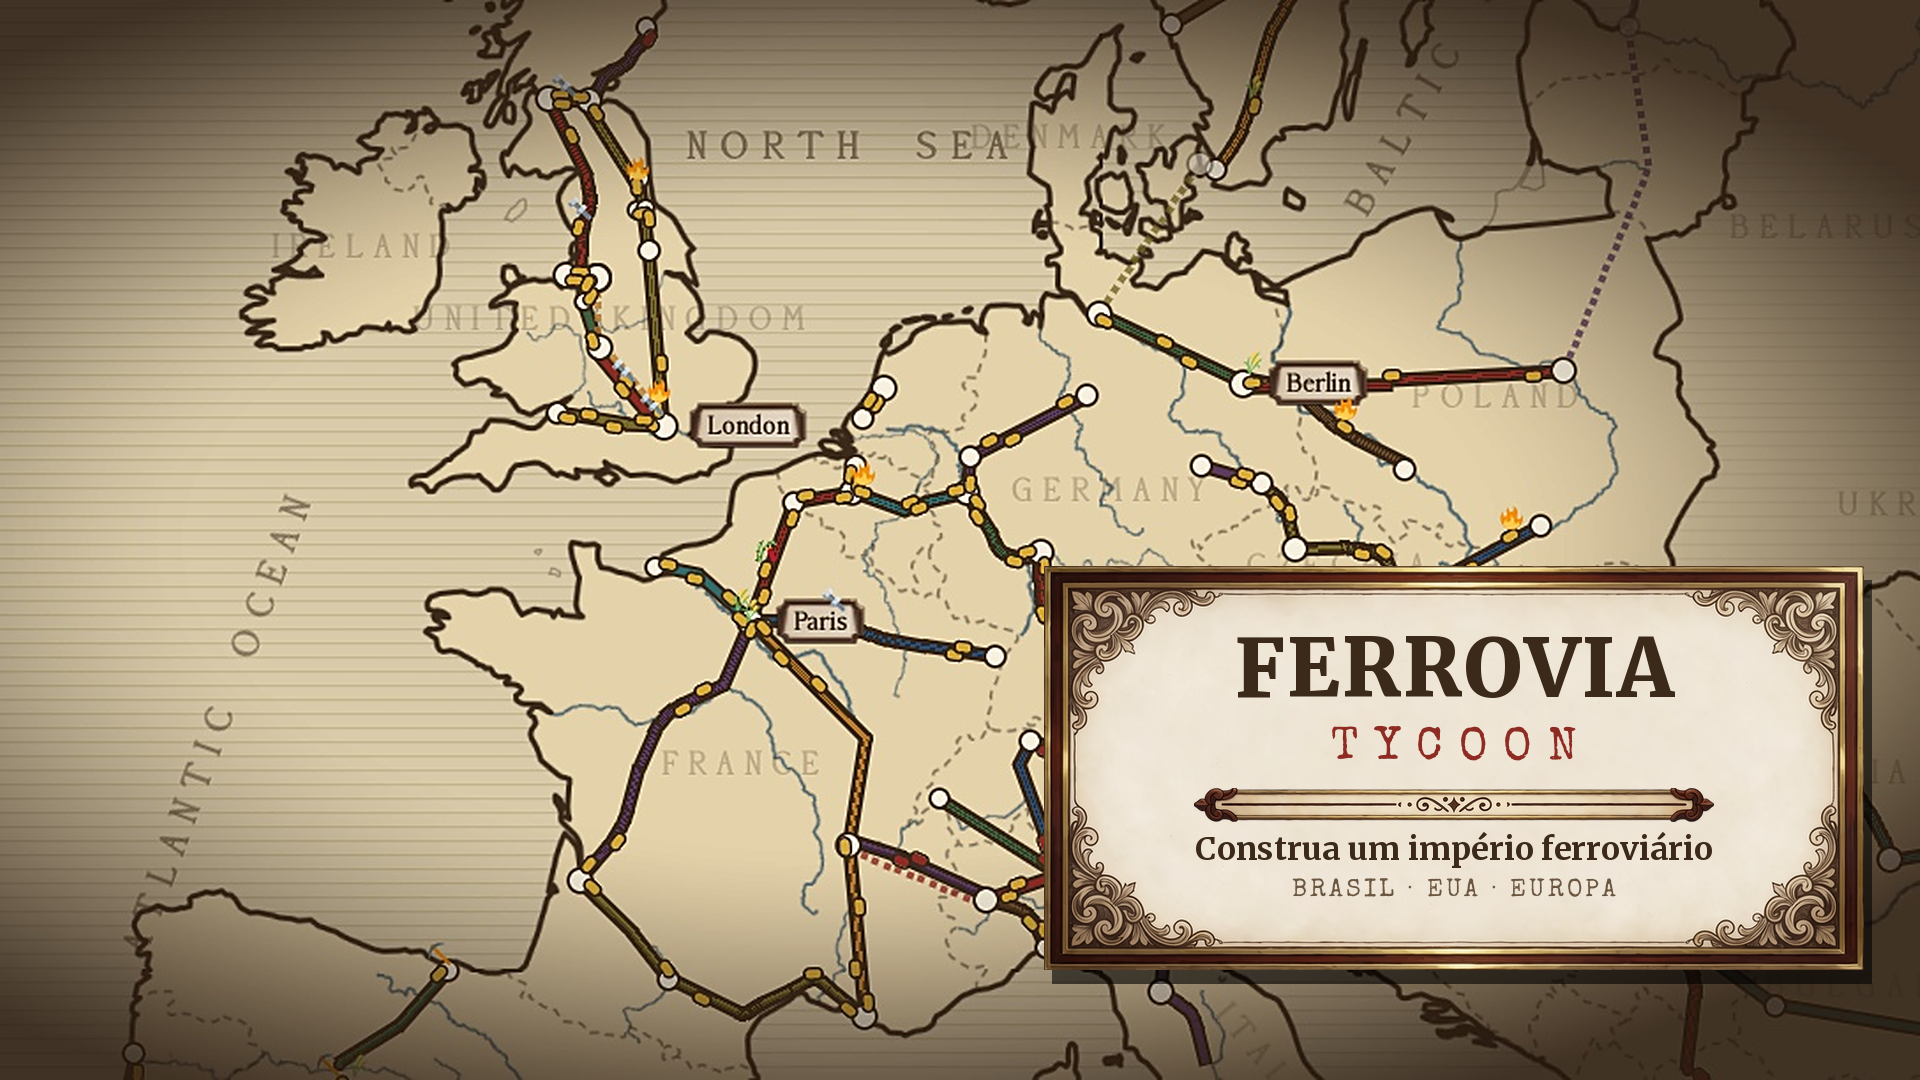 NORTH SEA
DENMARK
BALTIC
IRELAND
BELARUS
UNITED KINGDOM
Berlin
POLAND
London
GERMANY
ATLANTIC OCEAN
Paris
FRANCE
FERROVIA
TYCOON
Construa um império ferroviário
BRASIL · EUA · EUROPA